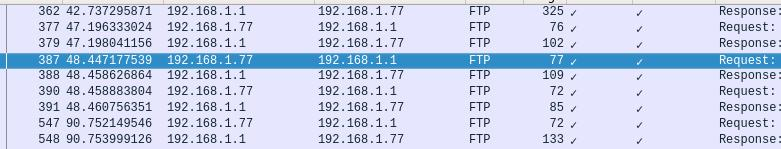 362 42.737295871 192.168.1.1 192.168.1.77 FTP 325 ✓ ✓ Response:
377 47.196333024 192.168.1.77 192.168.1.1 FTP 76 ✓ ✓ Request:
379 47.198041156 192.168.1.1 192.168.1.77 FTP 102 ✓ ✓ Response:
387 48.447177539 192.168.1.77 192.168.1.1 FTP 77 ✓ ✓ Request:
388 48.458626864 192.168.1.1 192.168.1.77 FTP 109 ✓ ✓ Response:
390 48.458883804 192.168.1.77 192.168.1.1 FTP 72 ✓ ✓ Request:
391 48.460756351 192.168.1.1 192.168.1.77 FTP 85 ✓ ✓ Response:
547 90.752149546 192.168.1.77 192.168.1.1 FTP 72 ✓ ✓ Request:
548 90.753999126 192.168.1.1 192.168.1.77 FTP 133 ✓ ✓ Response: